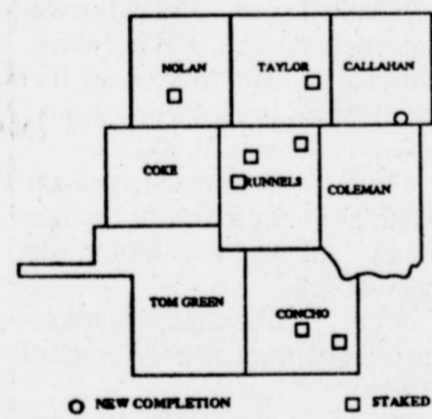 NOLAN TAYLOR CALLAHAN
COKE RUNNELS COLEMAN
TOM GREEN CONCHO
NEW COMPLETION STAKED